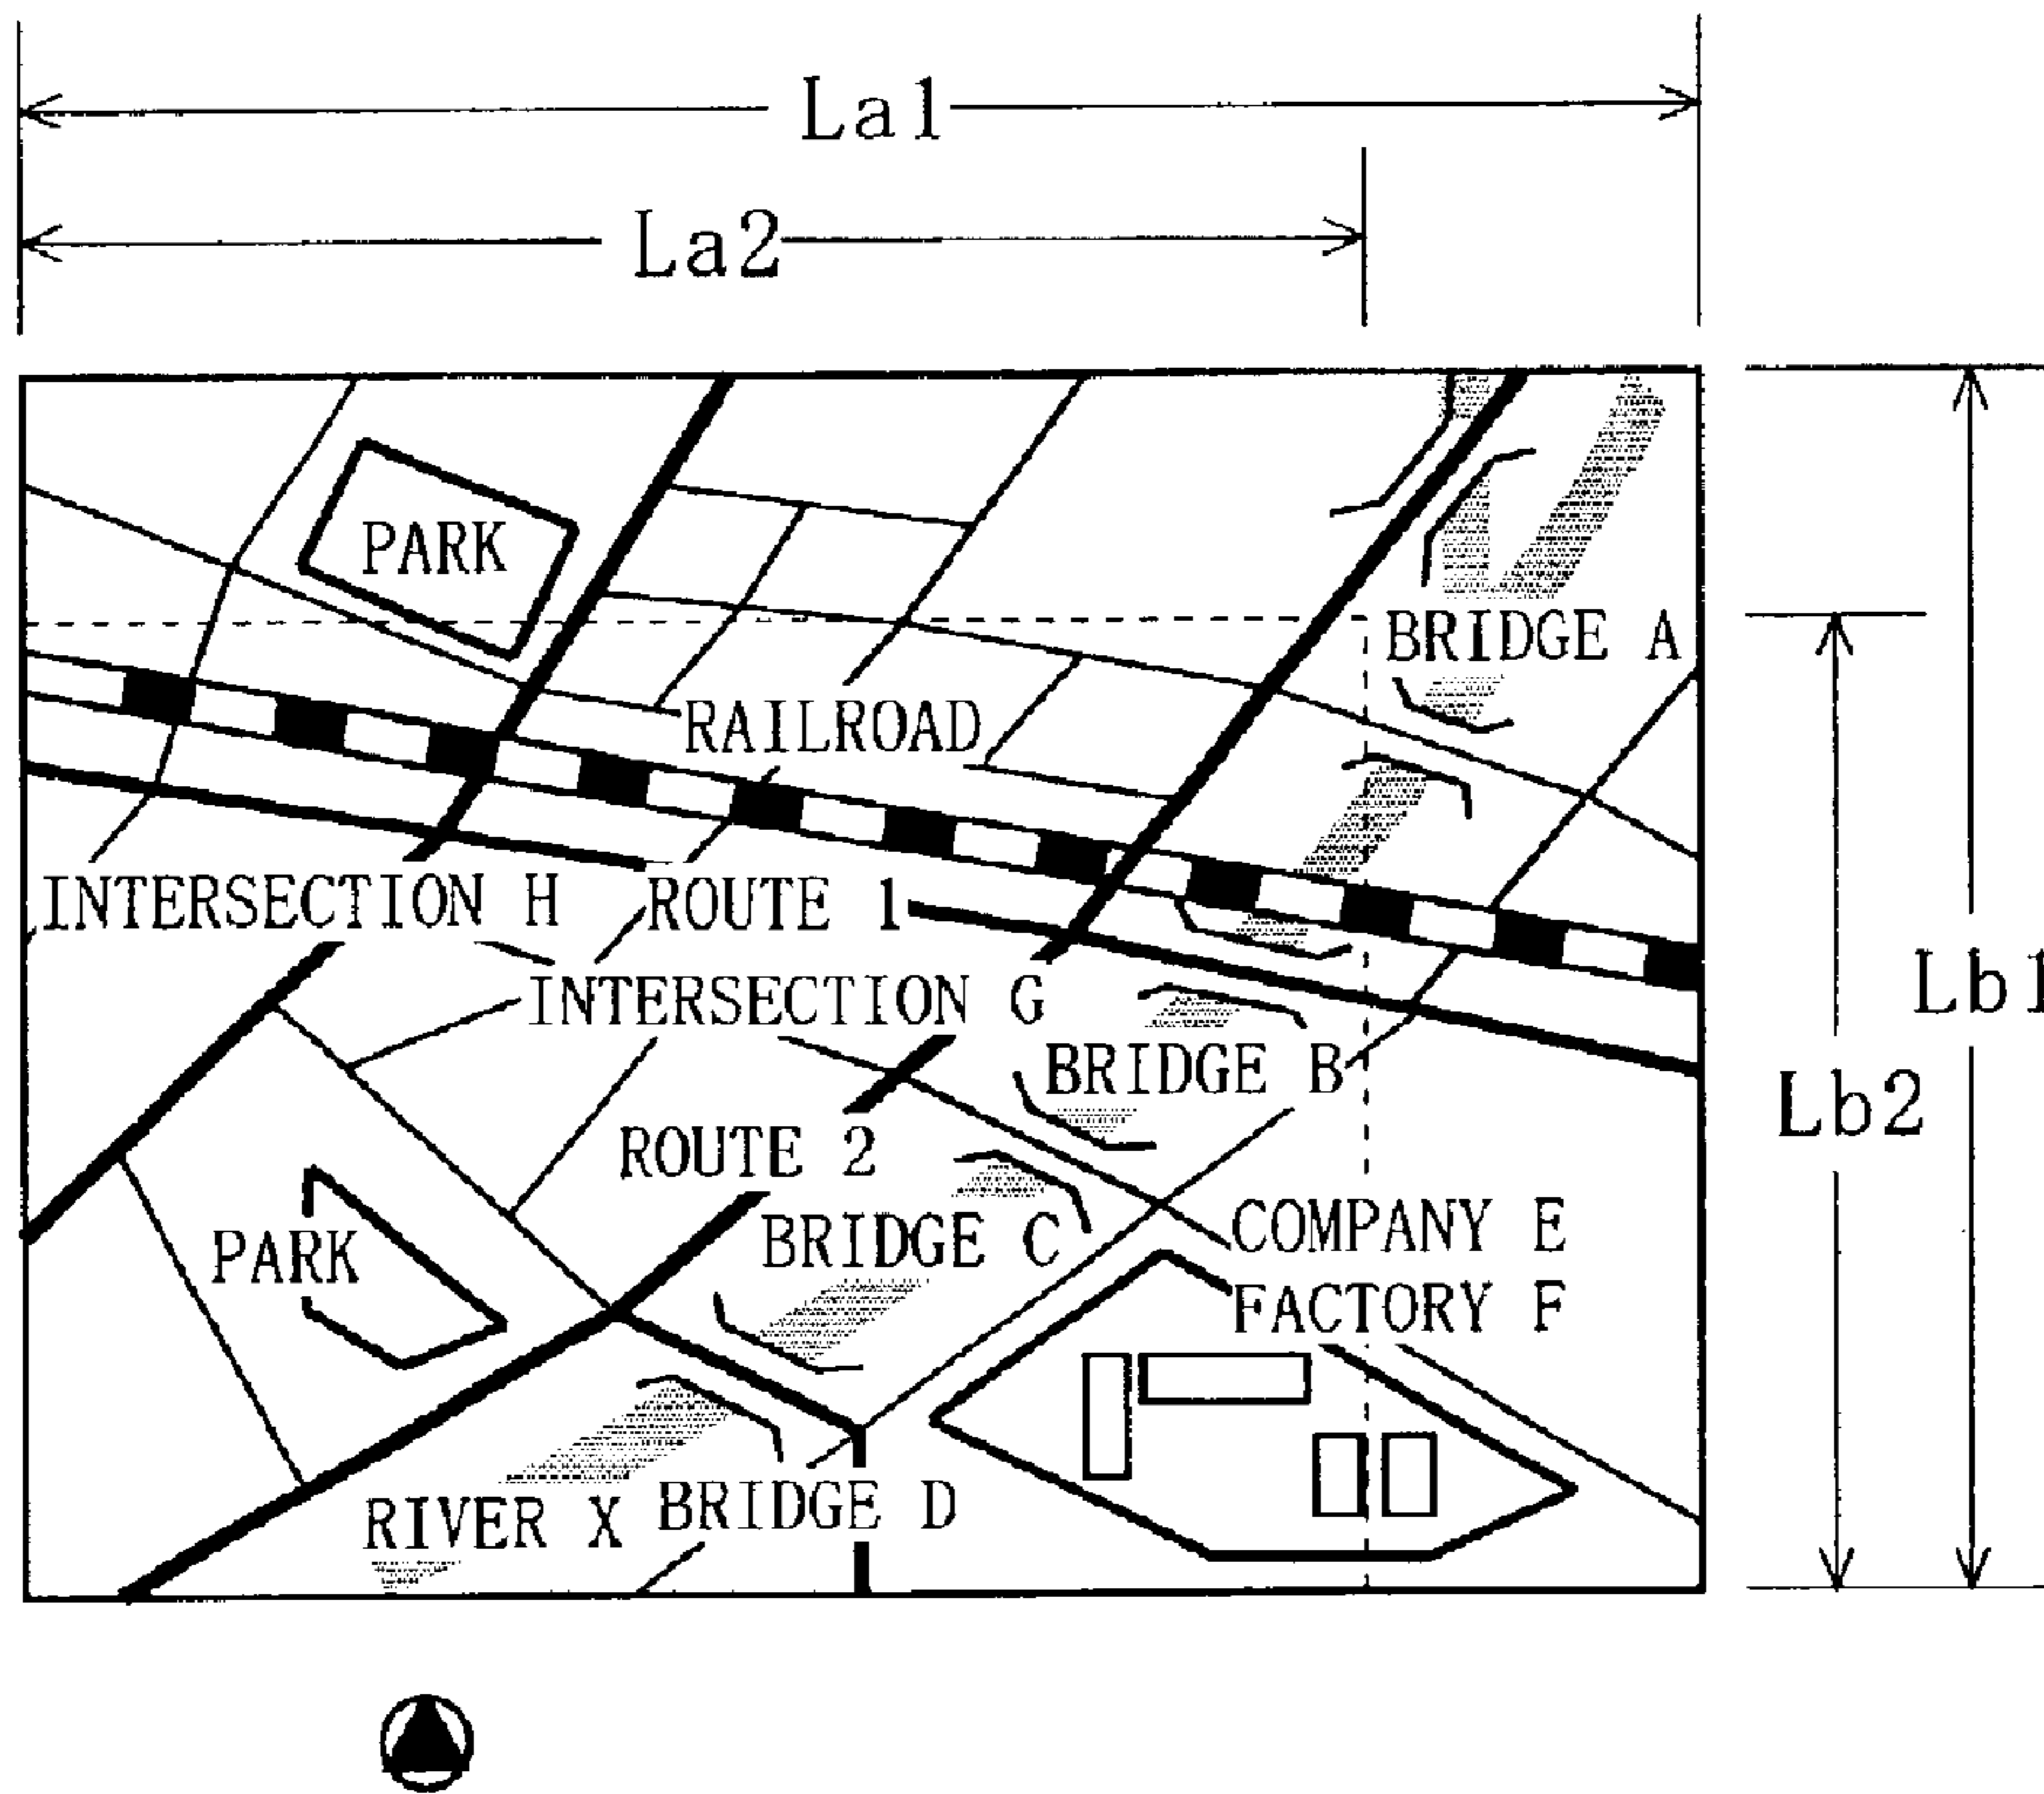 La1
La2
PARK
BRIDGE A
RAILROAD
INTERSECTION H
ROUTE 1
Lb1
INTERSECTION G
BRIDGE B
Lb2
ROUTE 2
COMPANY E
FACTORY F
BRIDGE C
PARK
RIVER X
BRIDGE D